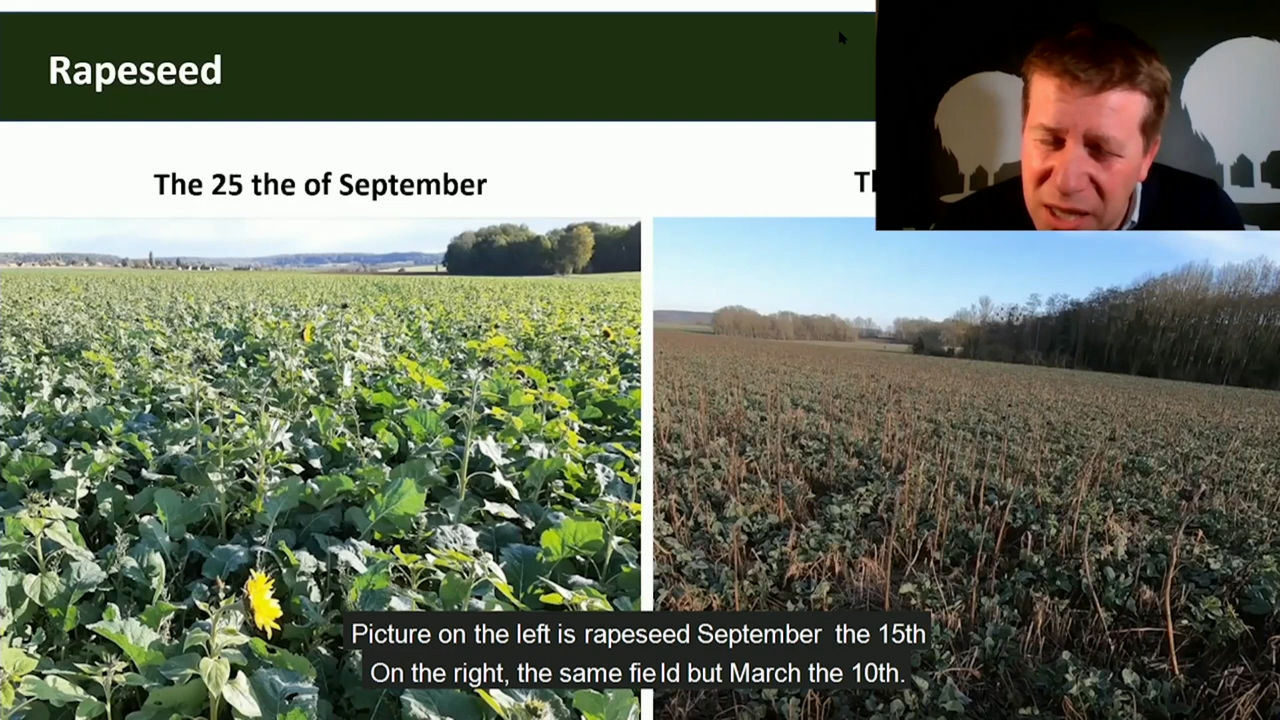 Rapeseed
The 25 the of September
Picture on the left is rapeseed September the 15th
On the right, the same field but March the 10th.